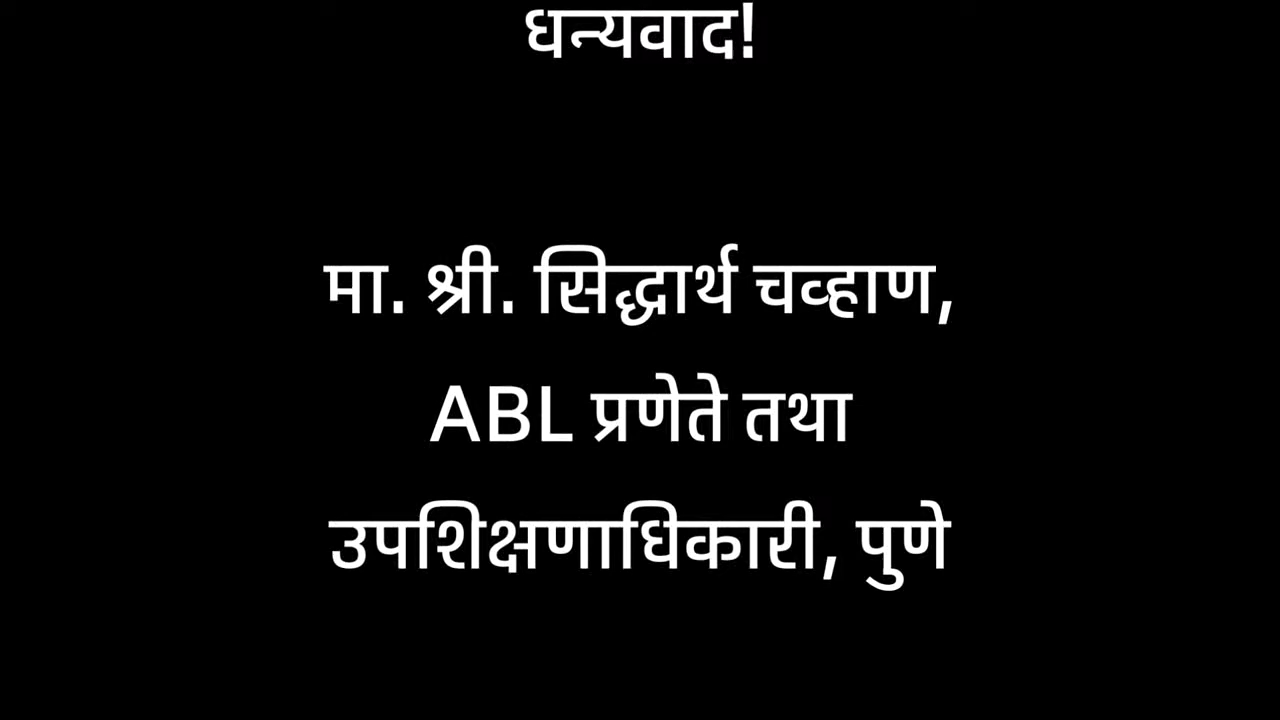 धन्यवाद!
मा. श्री. सिद्धार्थ चव्हाण,
ABL प्रणेते तथा
उपशिक्षणाधिकारी, पुणे